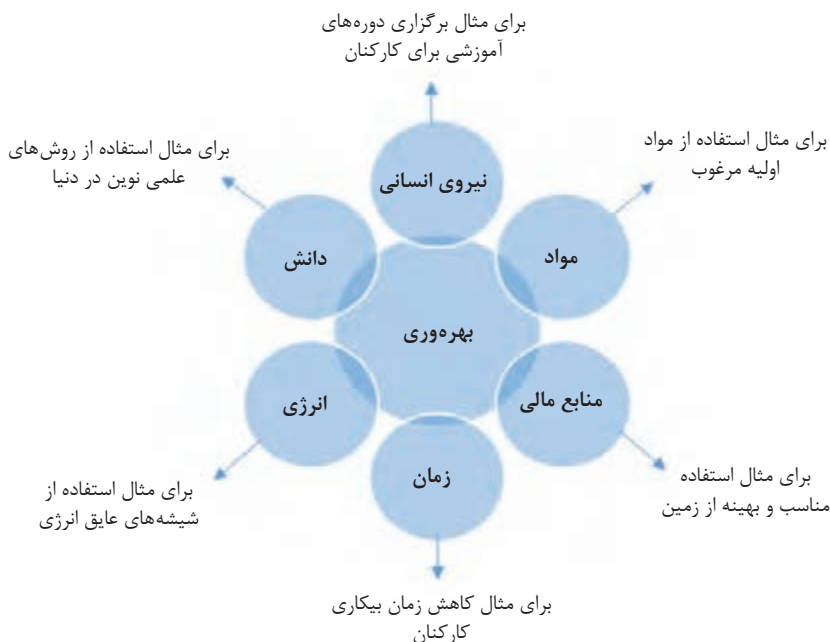 برای مثال برگزاری دوره‌های
آموزشی برای کارکنان
نیروی انسانی
برای مثال استفاده از مواد
اولیه مرغوب
مواد
برای مثال استفاده از روش‌های
علمی نوین در دنیا
دانش
بهره‌وری
منابع مالی
برای مثال استفاده
مناسب و بهینه از زمین
انرژی
برای مثال استفاده از
شیشه‌های عایق انرژی
زمان
برای مثال کاهش زمان بیکاری
کارکنان